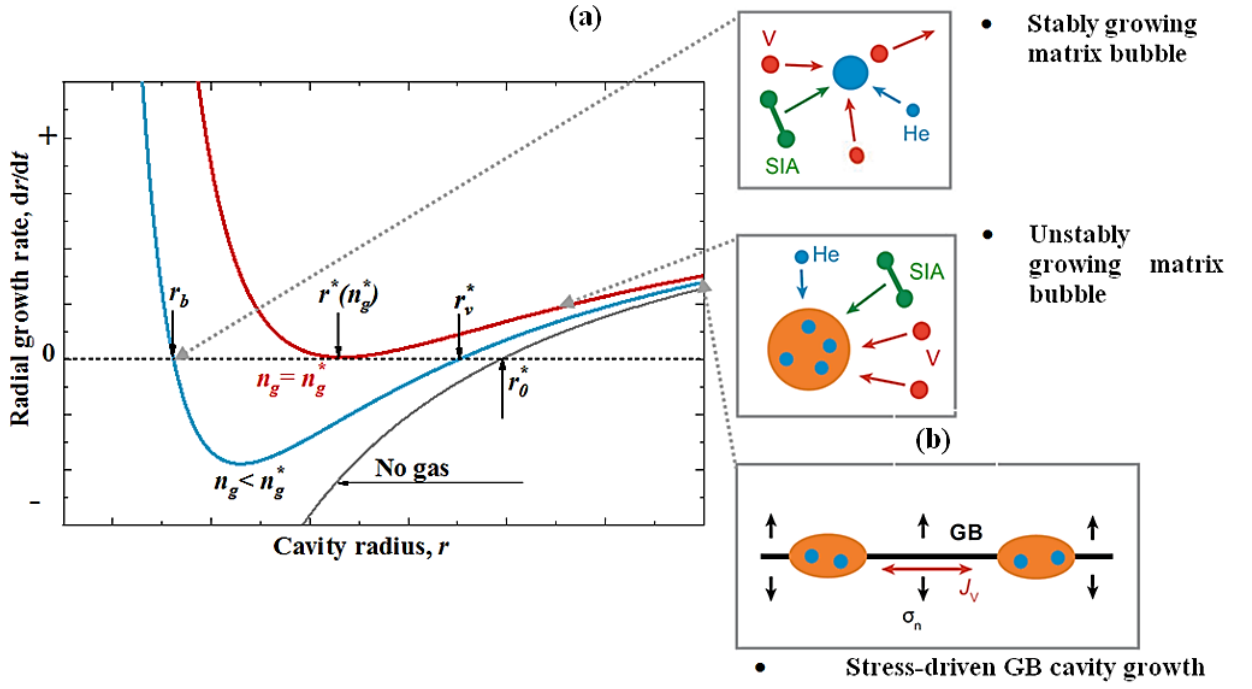 (a)
Radial growth rate, dr/dt
+
0
-
r_b
r^*(n_g^*)
r_v^*
n_g = n_g^*
r_0^*
n_g < n_g^*
No gas
Cavity radius, r
V
He
SIA
• Stably growing
matrix bubble
He
SIA
V
• Unstably
growing matrix
bubble
(b)
GB
J_V
σ_n
• Stress-driven GB cavity growth